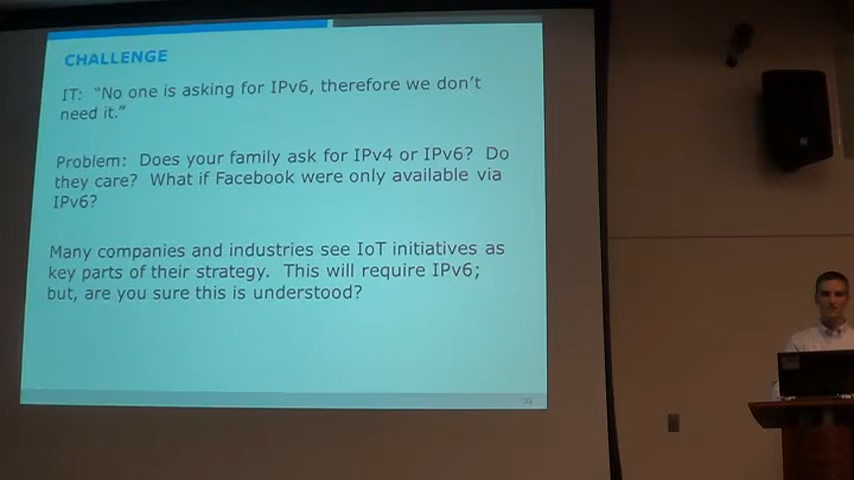 CHALLENGE
IT: "No one is asking for IPv6, therefore we don't
need it."
Problem: Does your family ask for IPv4 or IPv6? Do
they care? What if Facebook were only available via
IPv6?
Many companies and industries see IoT initiatives as
key parts of their strategy. This will require IPv6;
but, are you sure this is understood?